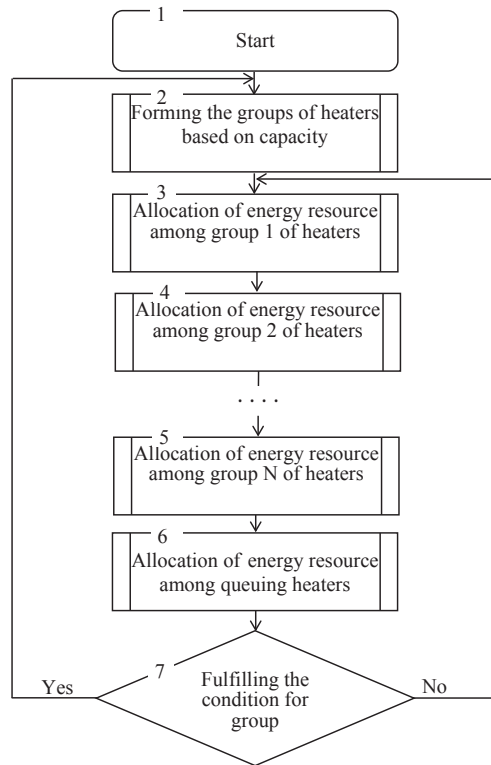 1
Start
2
Forming the groups of heaters
based on capacity
3
Allocation of energy resource
among group 1 of heaters
4
Allocation of energy resource
among group 2 of heaters
. . . .
5
Allocation of energy resource
among group N of heaters
6
Allocation of energy resource
among queuing heaters
7
Yes
Fulfilling the
condition for
group
No